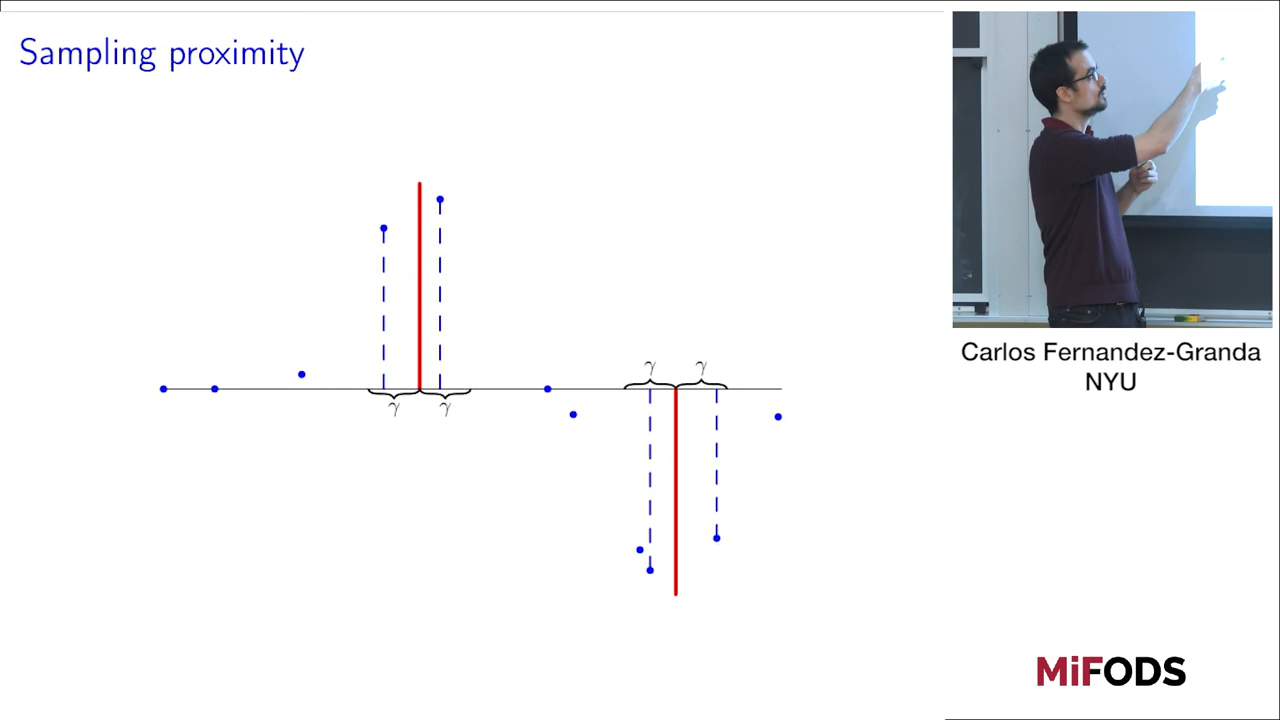 Sampling proximity
γ γ
γ γ
Carlos Fernandez-Granda
NYU
MiFODS